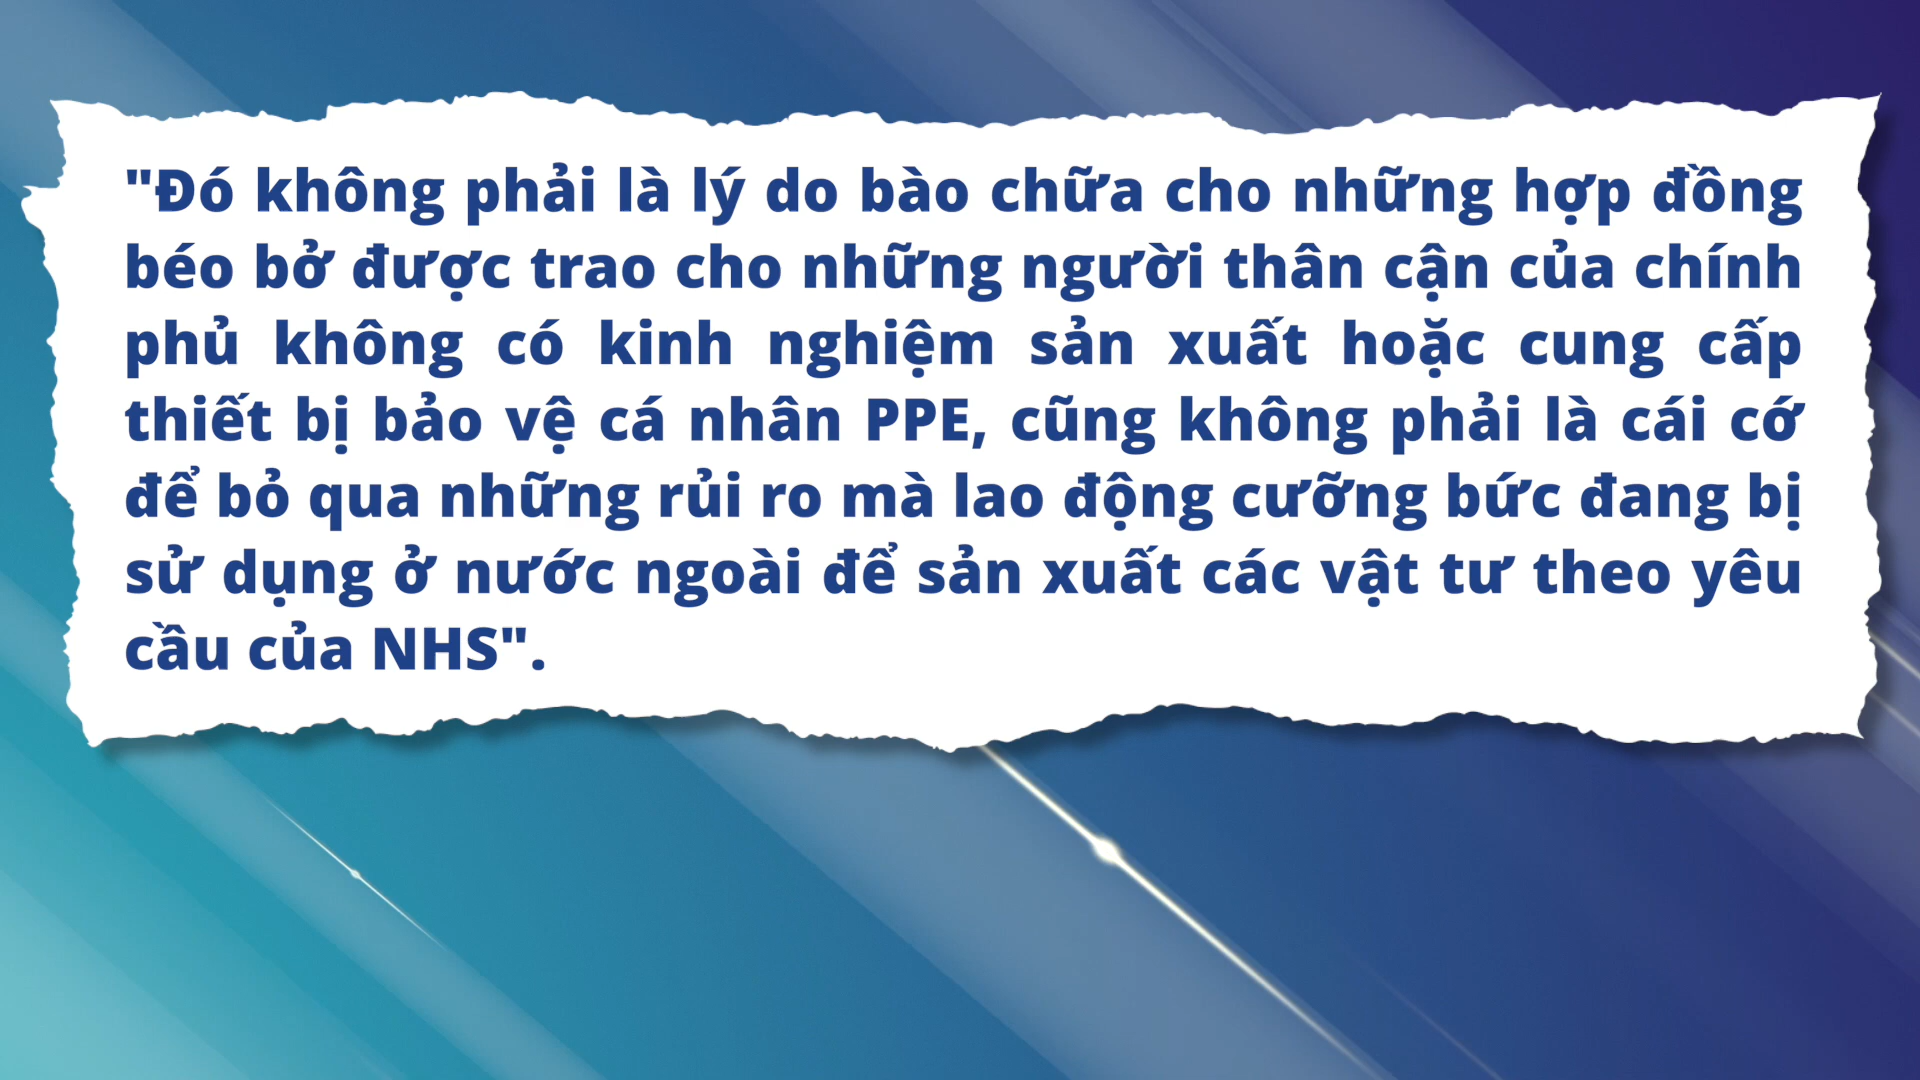 "Đó không phải là lý do bào chữa cho những hợp đồng
béo bở được trao cho những người thân cận của chính
phủ không có kinh nghiệm sản xuất hoặc cung cấp
thiết bị bảo vệ cá nhân PPE, cũng không phải là cái cớ
để bỏ qua những rủi ro mà lao động cưỡng bức đang bị
sử dụng ở nước ngoài để sản xuất các vật tư theo yêu
cầu của NHS".